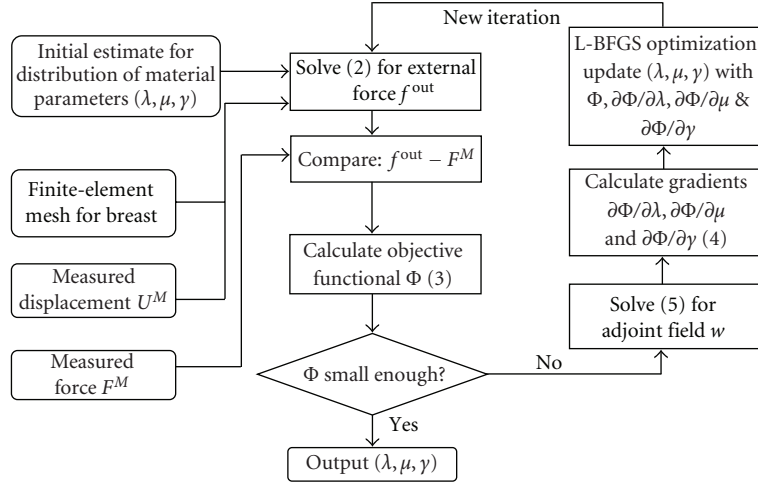 New iteration
Initial estimate for
distribution of material
parameters (λ, μ, γ)
Solve (2) for external
force f^out
L-BFGS optimization
update (λ, μ, γ) with
Φ, ∂Φ/∂λ, ∂Φ/∂μ &
∂Φ/∂γ
Compare: f^out − F^M
Finite-element
mesh for breast
Calculate gradients
∂Φ/∂λ, ∂Φ/∂μ
and ∂Φ/∂γ (4)
Calculate objective
functional Φ (3)
Measured
displacement U^M
Solve (5) for
adjoint field w
Measured
force F^M
Φ small enough?
No
Yes
Output (λ, μ, γ)